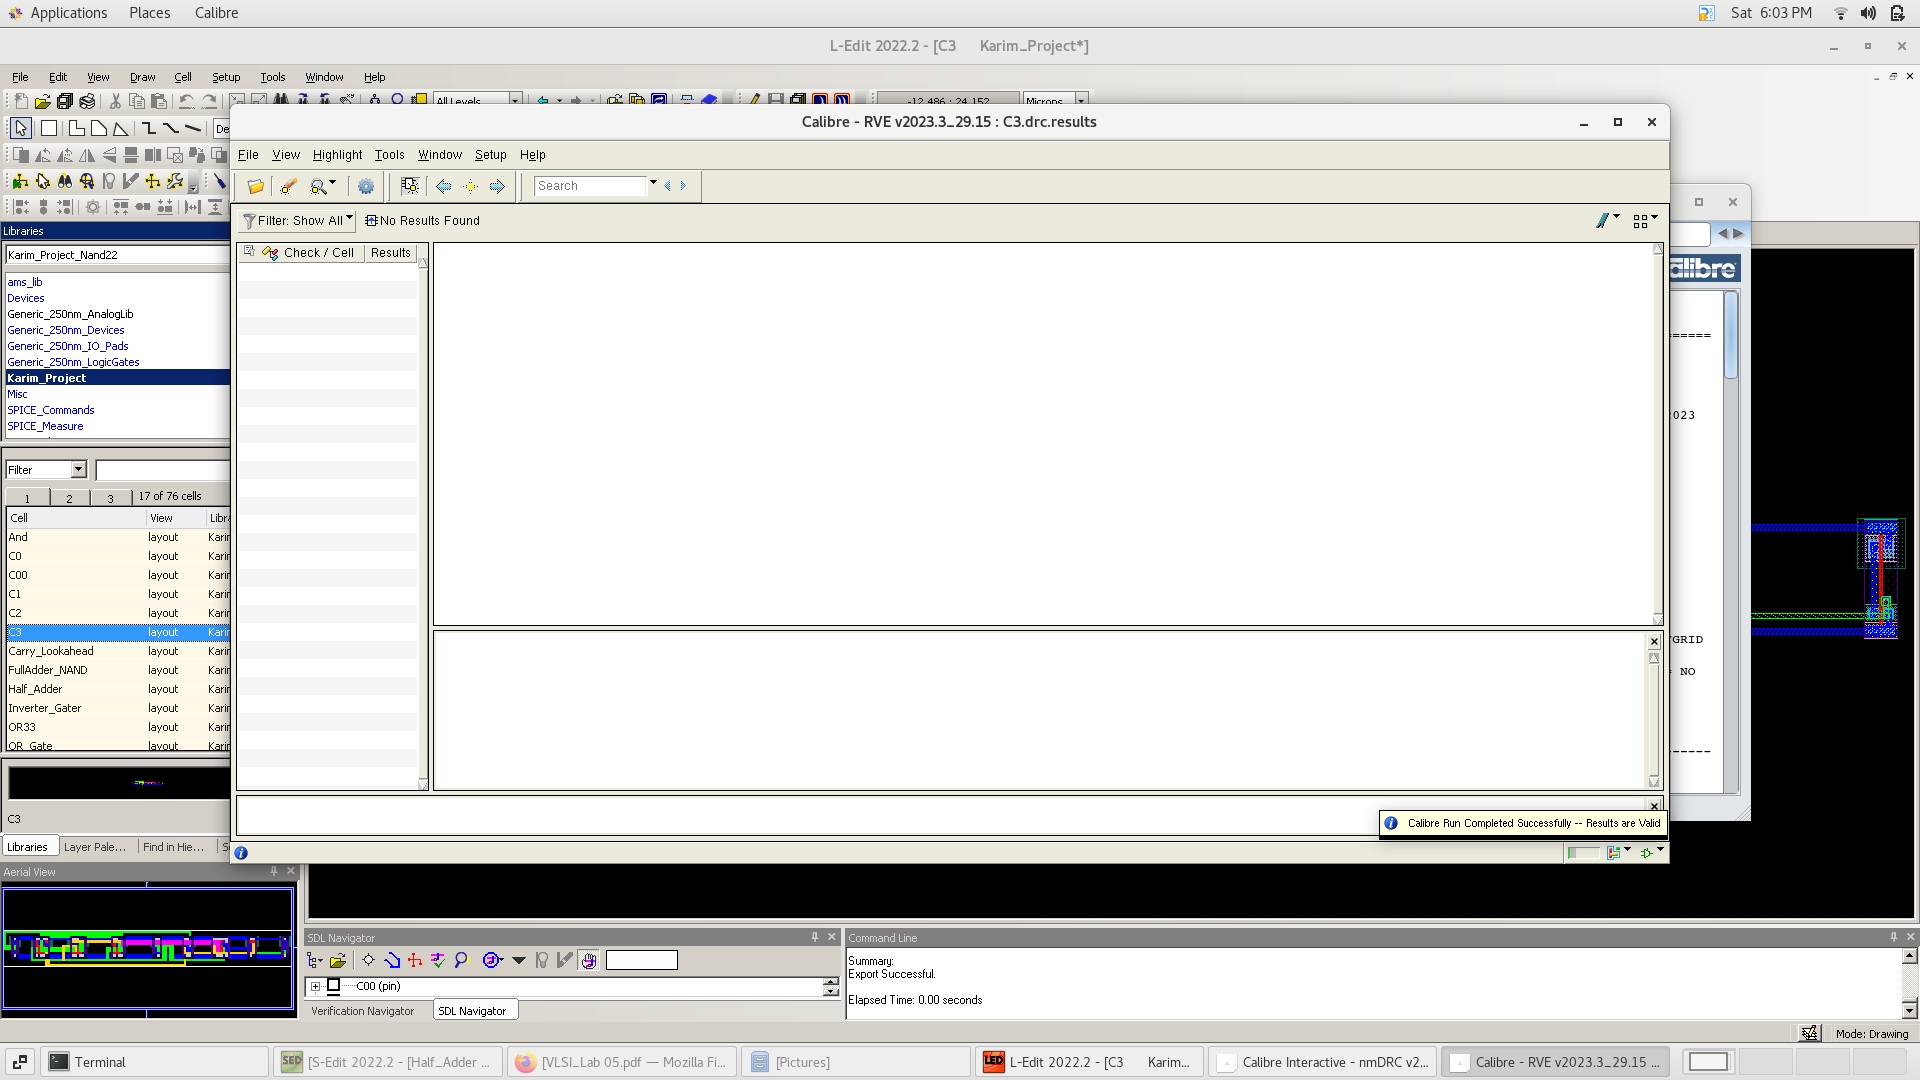 Applications Places Calibre Sat 6:03 PM
L-Edit 2022.2 - [C3 Karim_Project*]
File Edit View Draw Cell Setup Tools Window Help
All Levels -12.486 : 24.152 Microns
De
Calibre - RVE v2023.3_29.15 : C3.drc.results
File View Highlight Tools Window Setup Help
Search
Filter: Show All No Results Found
Check / Cell Results
Libraries
Karim_Project_Nand22
ams_lib
Devices
Generic_250nm_AnalogLib
Generic_250nm_Devices
Generic_250nm_IO_Pads
Generic_250nm_LogicGates
Karim_Project
Misc
SPICE_Commands
SPICE_Measure
Filter
1 2 3 17 of 76 cells
Cell View Libra
And layout Karir
C0 layout Karir
C00 layout Karir
C1 layout Karir
C2 layout Karir
C3 layout Karir
Carry_Lookahead layout Karir
FullAdder_NAND layout Karir
Half_Adder layout Karir
Inverter_Gater layout Karir
OR33 layout Karir
OR_Gate layout Karir
C3
Libraries Layer Pale... Find in Hie... S
alibre
======
023
GRID
NO
------
Calibre Run Completed Successfully -- Results are Valid
Aerial View
SDL Navigator
C00 (pin)
Verification Navigator SDL Navigator
Command Line
Summary:
Export Successful.
Elapsed Time: 0.00 seconds
Mode: Drawing
Terminal [S-Edit 2022.2 - [Half_Adder ... [VLSI_Lab 05.pdf — Mozilla Fi... [Pictures] L-Edit 2022.2 - [C3 Karim... Calibre Interactive - nmDRC v2... Calibre - RVE v2023.3_29.15 ...